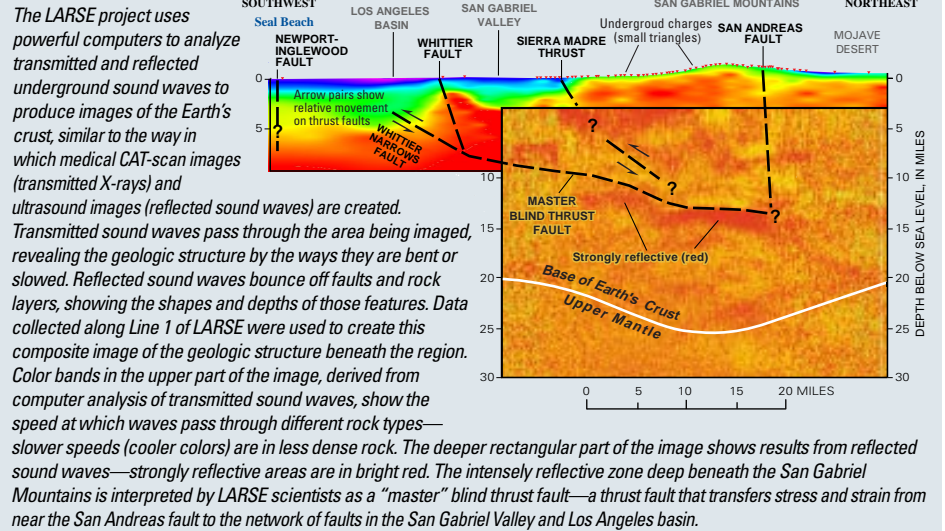 SOUTHWEST
LOS ANGELES
BASIN
SAN GABRIEL
VALLEY
SAN GABRIEL MOUNTAINS
NORTHEAST
Seal Beach
NEWPORT-
INGLEWOOD
FAULT
WHITTIER
FAULT
SIERRA MADRE
THRUST
Undergroud charges
(small triangles)
SAN ANDREAS
FAULT
MOJAVE
DESERT
The LARSE project uses
powerful computers to analyze
transmitted and reflected
underground sound waves to
produce images of the Earth's
crust, similar to the way in
which medical CAT-scan images
(transmitted X-rays) and
ultrasound images (reflected sound waves) are created.
Transmitted sound waves pass through the area being imaged,
revealing the geologic structure by the ways they are bent or
slowed. Reflected sound waves bounce off faults and rock
layers, showing the shapes and depths of those features. Data
collected along Line 1 of LARSE were used to create this
composite image of the geologic structure beneath the region.
Color bands in the upper part of the image, derived from
computer analysis of transmitted sound waves, show the
speed at which waves pass through different rock types—
slower speeds (cooler colors) are in less dense rock. The deeper rectangular part of the image shows results from reflected
sound waves—strongly reflective areas are in bright red. The intensely reflective zone deep beneath the San Gabriel
Mountains is interpreted by LARSE scientists as a “master” blind thrust fault—a thrust fault that transfers stress and strain from
near the San Andreas fault to the network of faults in the San Gabriel Valley and Los Angeles basin.
0
5
10
15
20
25
30
Arrow pairs show
relative movement
on thrust faults
WHITTIER
NARROWS
FAULT
?
?
?
?
MASTER
BLIND THRUST
FAULT
Strongly reflective (red)
Base of Earth's Crust
Upper Mantle
0
5
10
15
20
25
30
DEPTH BELOW SEA LEVEL, IN MILES
0 5 10 15 20 MILES